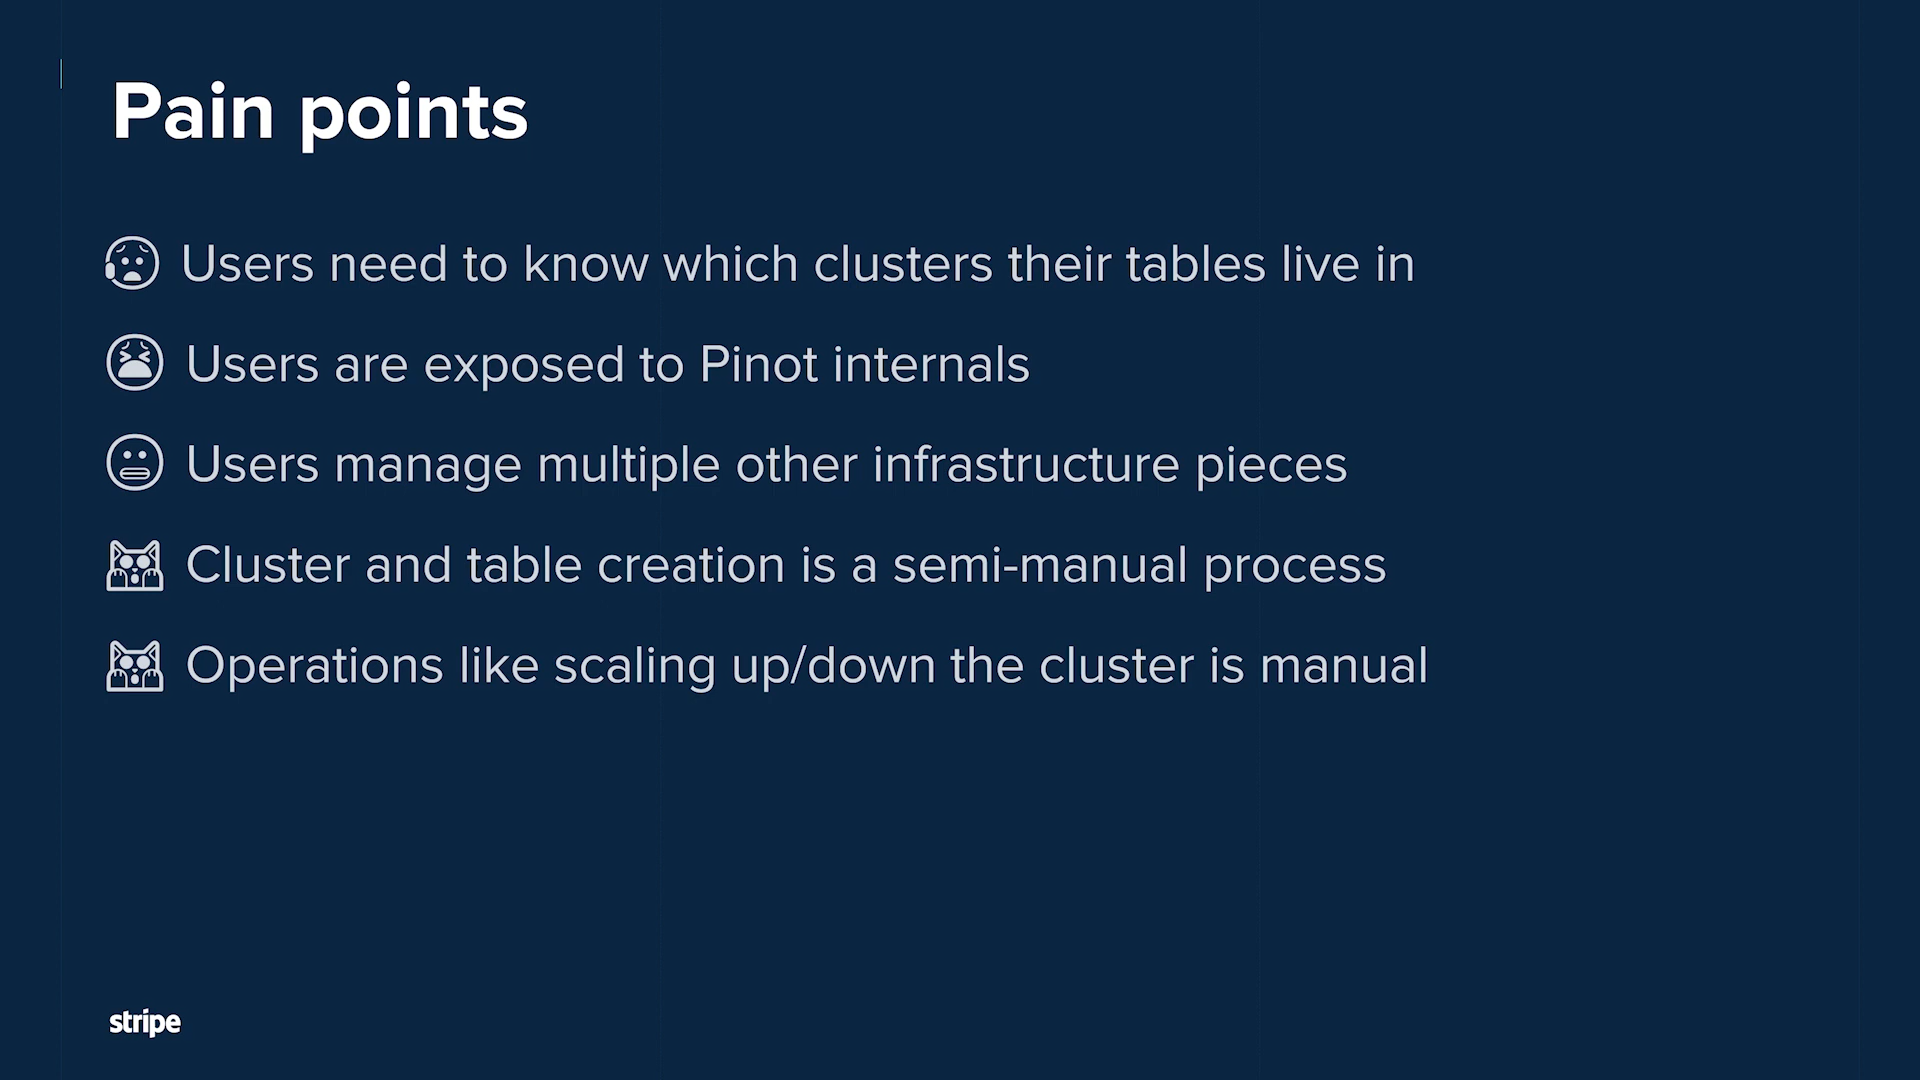 Pain points
Users need to know which clusters their tables live in
Users are exposed to Pinot internals
Users manage multiple other infrastructure pieces
Cluster and table creation is a semi-manual process
Operations like scaling up/down the cluster is manual
stripe